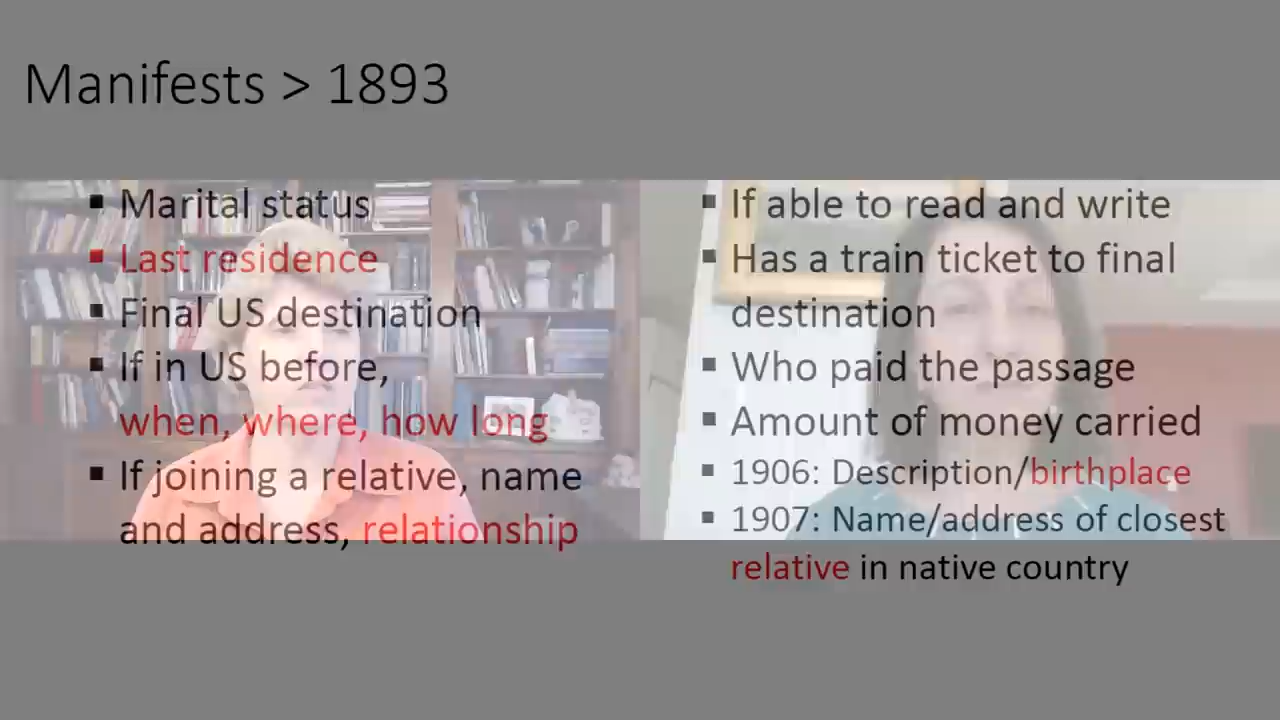 Manifests > 1893
▪ Marital status
▪ Last residence
▪ Final US destination
▪ If in US before,
when, where, how long
▪ If joining a relative, name
and address, relationship
▪ If able to read and write
▪ Has a train ticket to final
destination
▪ Who paid the passage
▪ Amount of money carried
▪ 1906: Description/birthplace
▪ 1907: Name/address of closest
relative in native country